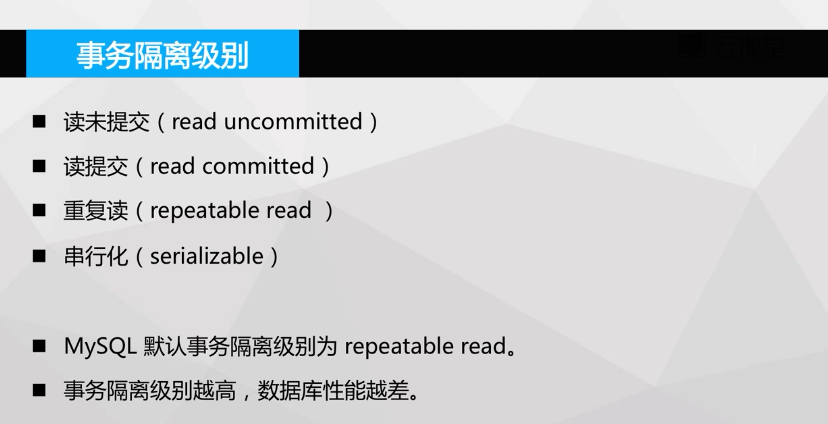 事务隔离级别
■ 读未提交（read uncommitted）
■ 读提交（read committed）
■ 重复读（repeatable read ）
■ 串行化（serializable）
■ MySQL 默认事务隔离级别为 repeatable read。
■ 事务隔离级别越高，数据库性能越差。